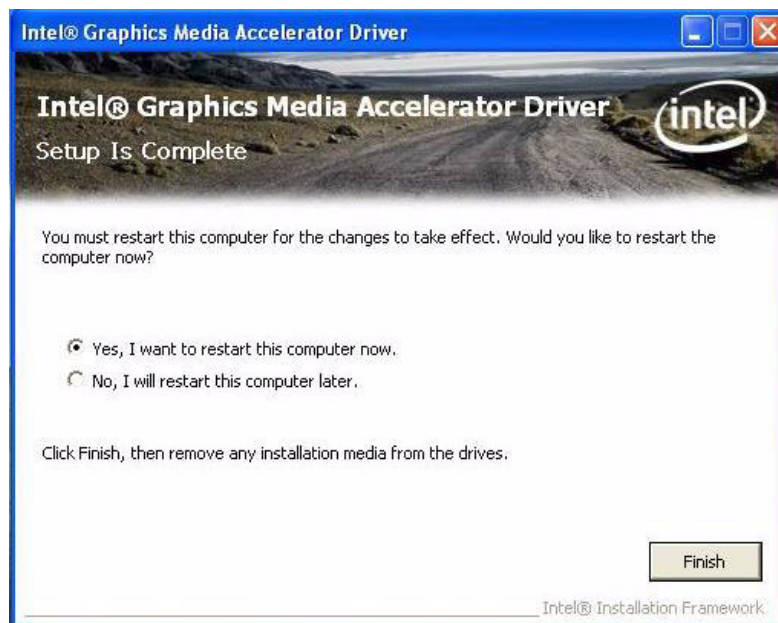 Intel® Graphics Media Accelerator Driver
Intel® Graphics Media Accelerator Driver
intel
Setup Is Complete
You must restart this computer for the changes to take effect. Would you like to restart the
computer now?
Yes, I want to restart this computer now.
No, I will restart this computer later.
Click Finish, then remove any installation media from the drives.
Finish
Intel® Installation Framework